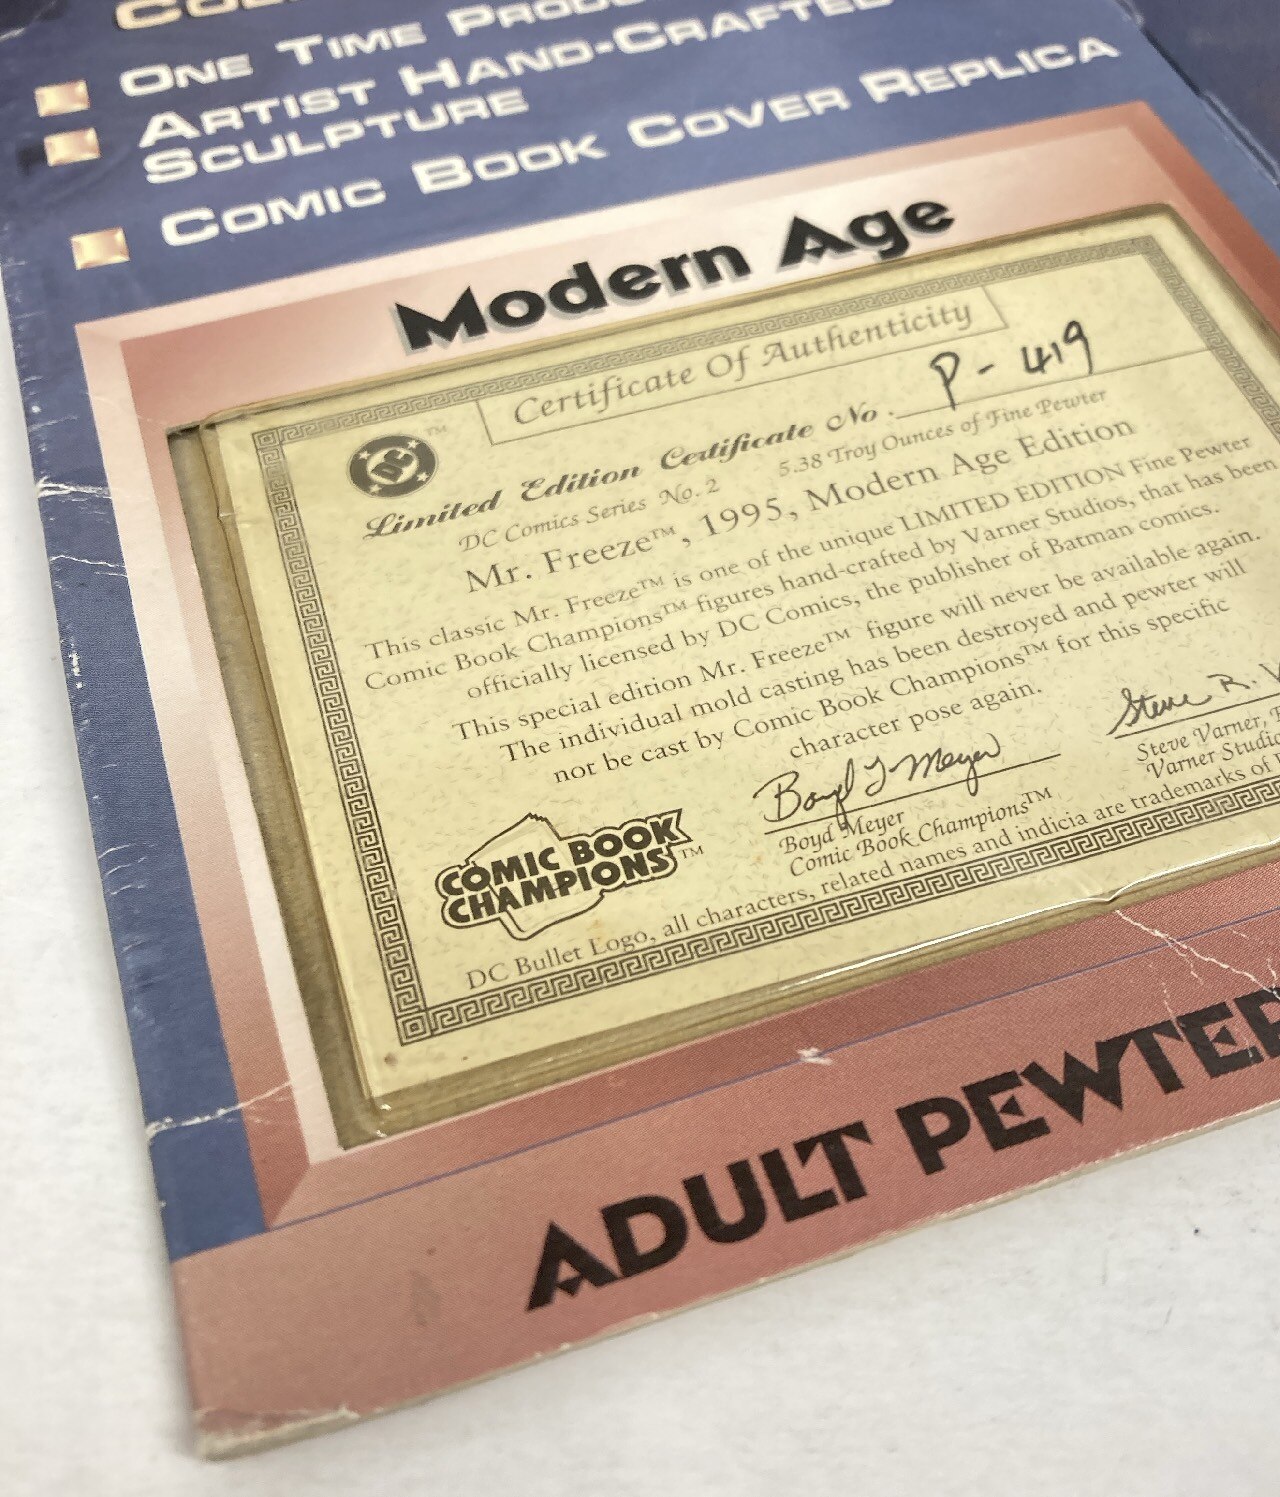 ONE TIME
ARTIST HAND-CRAFTED
SCULPTURE
COMIC BOOK COVER REPLICA
Modern Age
Certificate Of Authenticity
Limited Edition Certificate No. P-419
DC Comics Series No. 2 5.38 Troy Ounces of Fine Pewter
Mr. Freeze™, 1995, Modern Age Edition
This classic Mr. Freeze™ is one of the unique LIMITED EDITION Fine Pewter
Comic Book Champions™ figures hand-crafted by Varner Studios, that has been
officially licensed by DC Comics, the publisher of Batman comics.
This special edition Mr. Freeze™ figure will never be available again.
The individual mold casting has been destroyed and pewter will
not be cast by Comic Book Champions™ for this specific
character pose again.
DC™
COMIC BOOK
CHAMPIONS™
Boyd J Meyer
Boyd Meyer
Comic Book Champions™
Steve R.
Steve Varner,
Varner
DC Bullet Logo, all characters, related names and indicia are trademarks of
ADULT PEWTER